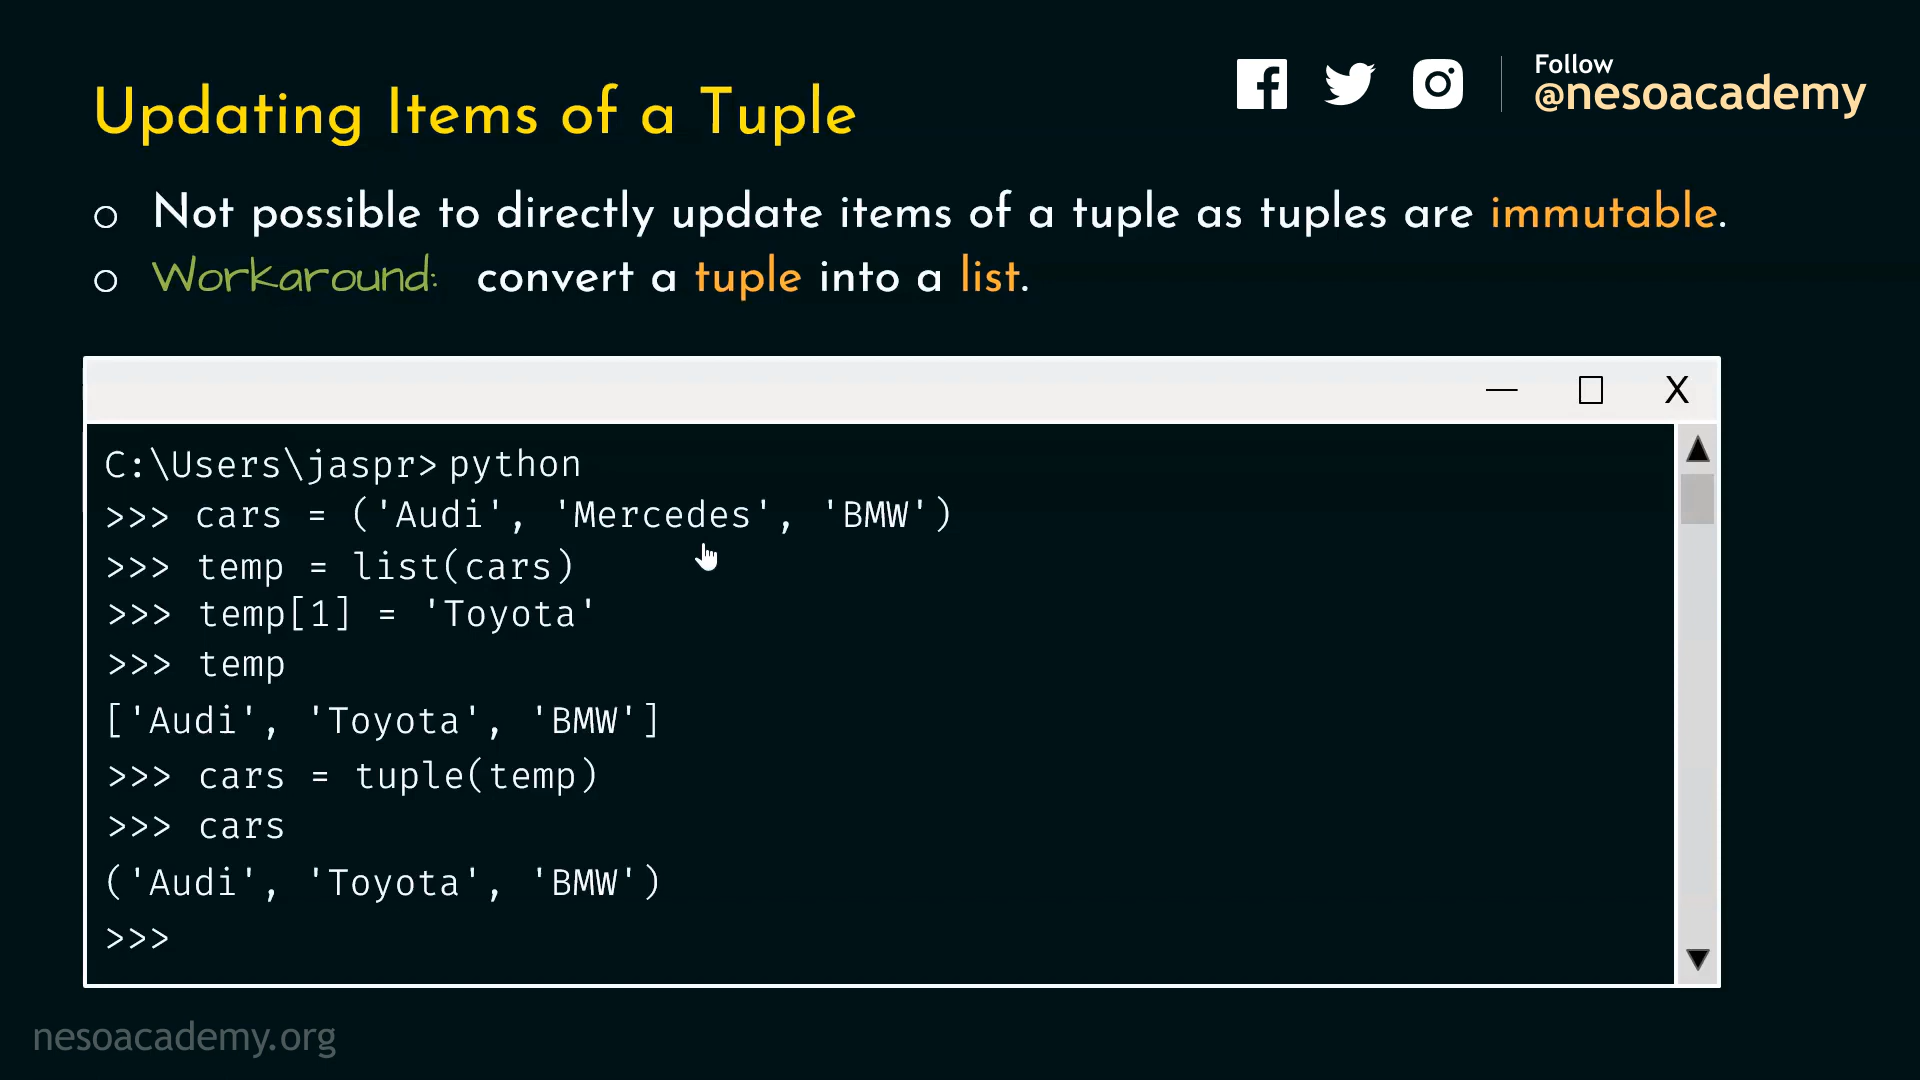 Updating Items of a Tuple
Follow
@nesoacademy
○ Not possible to directly update items of a tuple as tuples are immutable.
○ Workaround: convert a tuple into a list.
X
C:\Users\jaspr>python
>>> cars = ('Audi', 'Mercedes', 'BMW')
>>> temp = list(cars)
>>> temp[1] = 'Toyota'
>>> temp
['Audi', 'Toyota', 'BMW']
>>> cars = tuple(temp)
>>> cars
('Audi', 'Toyota', 'BMW')
>>>
nesoacademy.org